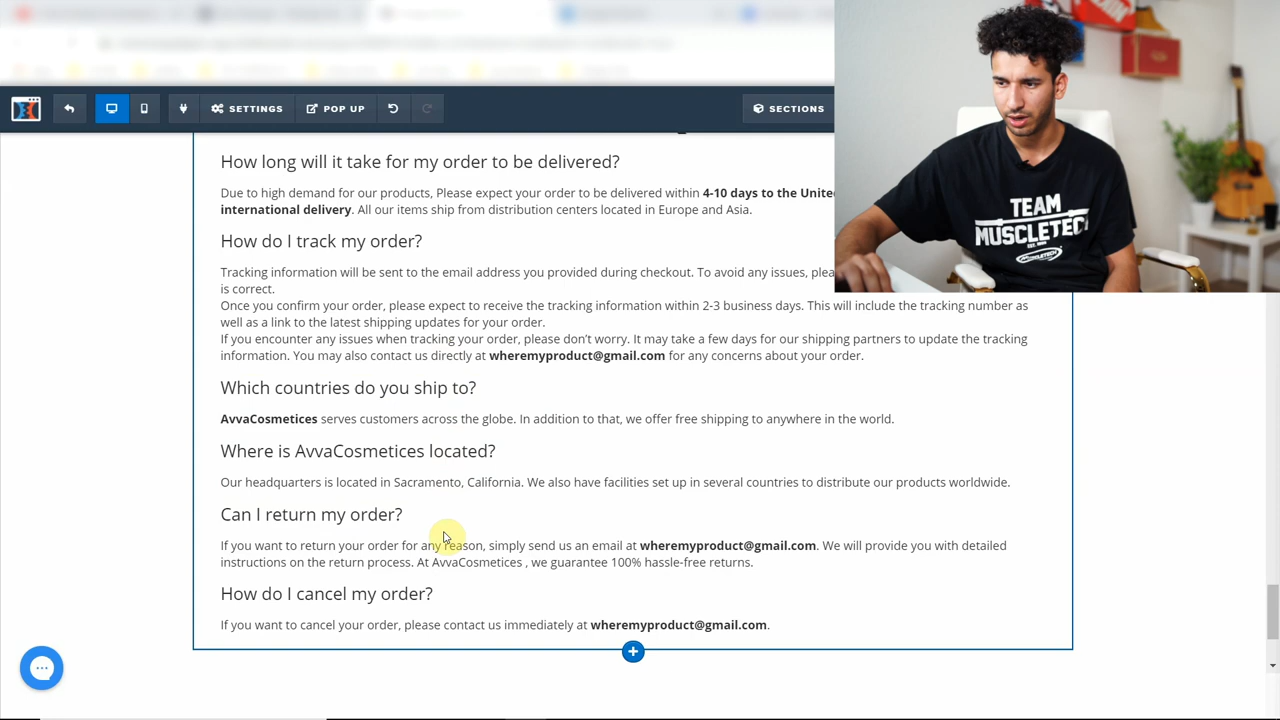 SETTINGS
POP UP
SECTIONS
TEAM
MUSCLETECH
MUSCLETECH
How long will it take for my order to be delivered?
Due to high demand for our products, Please expect your order to be delivered within 4-10 days to the Unite
international delivery. All our items ship from distribution centers located in Europe and Asia.
How do I track my order?
Tracking information will be sent to the email address you provided during checkout. To avoid any issues, plea
is correct.
Once you confirm your order, please expect to receive the tracking information within 2-3 business days. This will include the tracking number as
well as a link to the latest shipping updates for your order.
If you encounter any issues when tracking your order, please don't worry. It may take a few days for our shipping partners to update the tracking
information. You may also contact us directly at wheremyproduct@gmail.com for any concerns about your order.
Which countries do you ship to?
AvvaCosmetices serves customers across the globe. In addition to that, we offer free shipping to anywhere in the world.
Where is AvvaCosmetices located?
Our headquarters is located in Sacramento, California. We also have facilities set up in several countries to distribute our products worldwide.
Can I return my order?
If you want to return your order for any reason, simply send us an email at wheremyproduct@gmail.com. We will provide you with detailed
instructions on the return process. At AvvaCosmetices , we guarantee 100% hassle-free returns.
How do I cancel my order?
If you want to cancel your order, please contact us immediately at wheremyproduct@gmail.com.